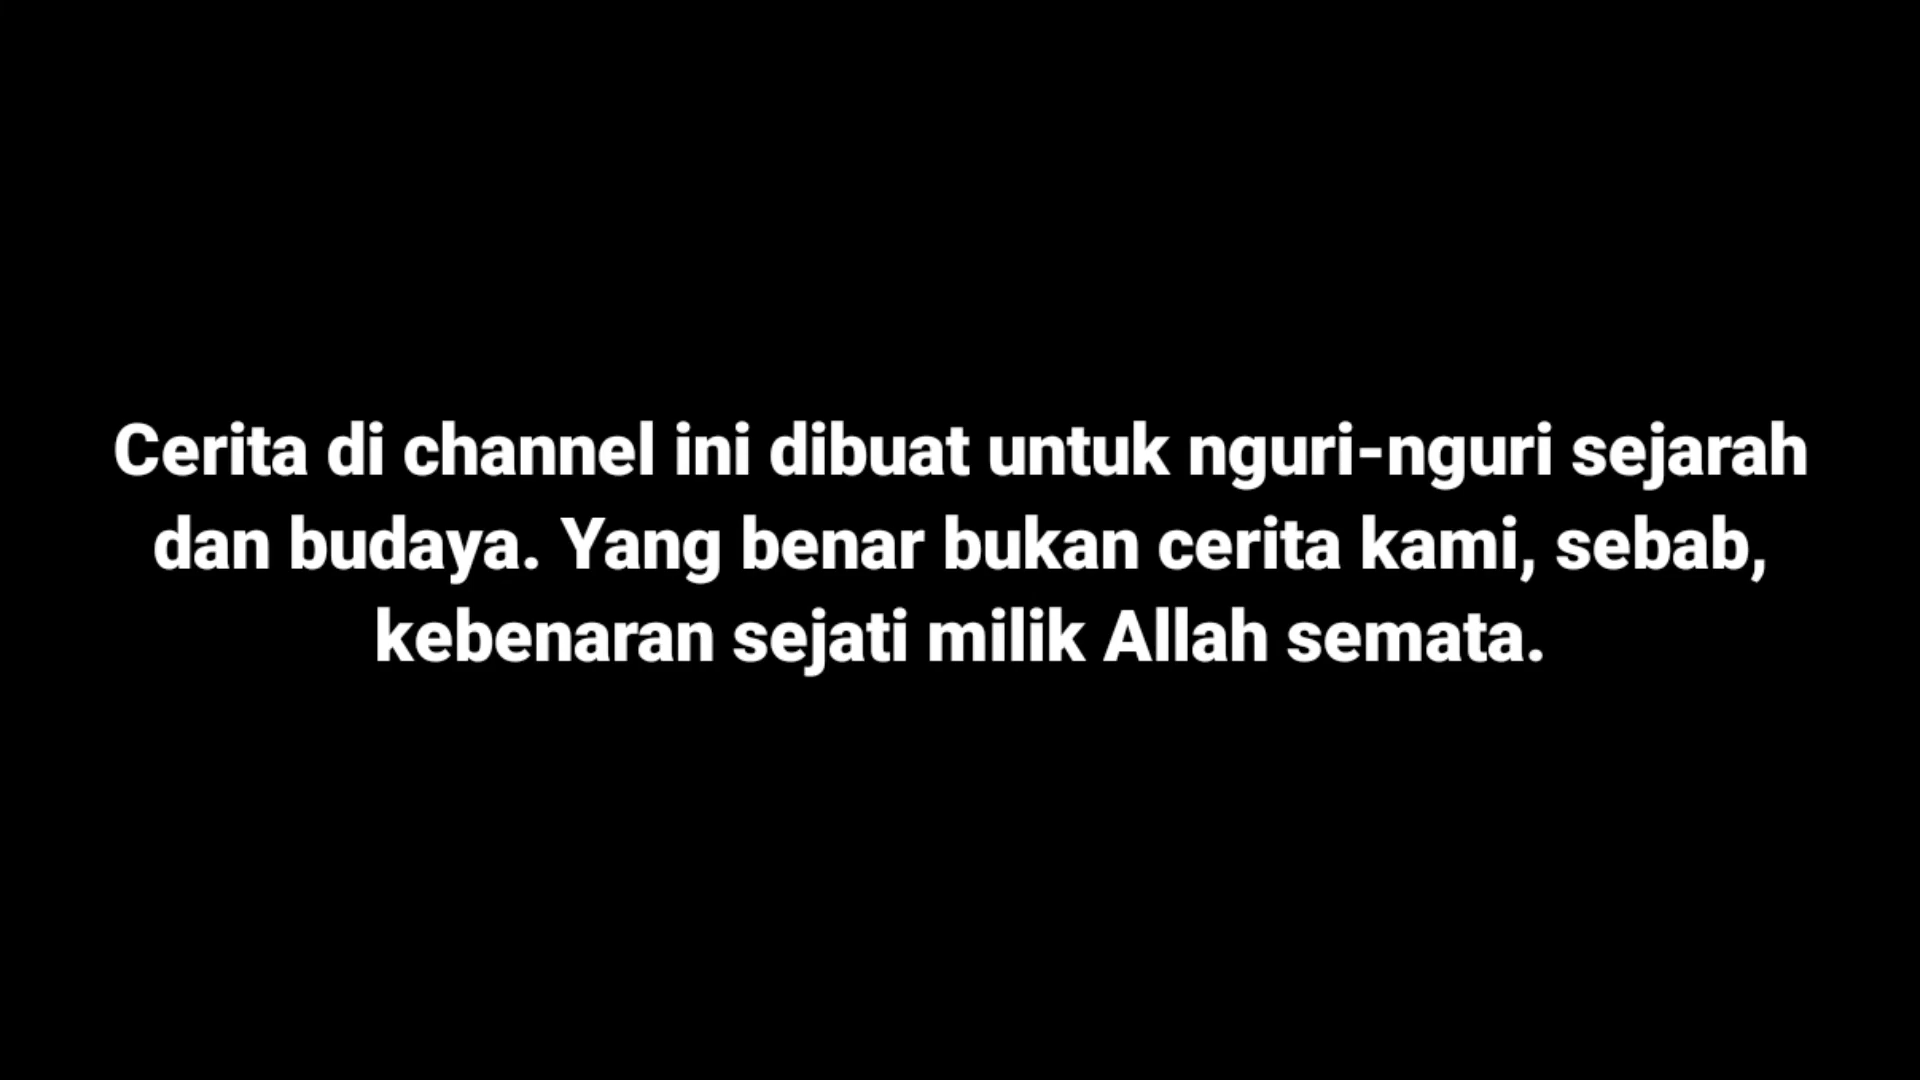 Cerita di channel ini dibuat untuk nguri-nguri sejarah
dan budaya. Yang benar bukan cerita kami, sebab,
kebenaran sejati milik Allah semata.